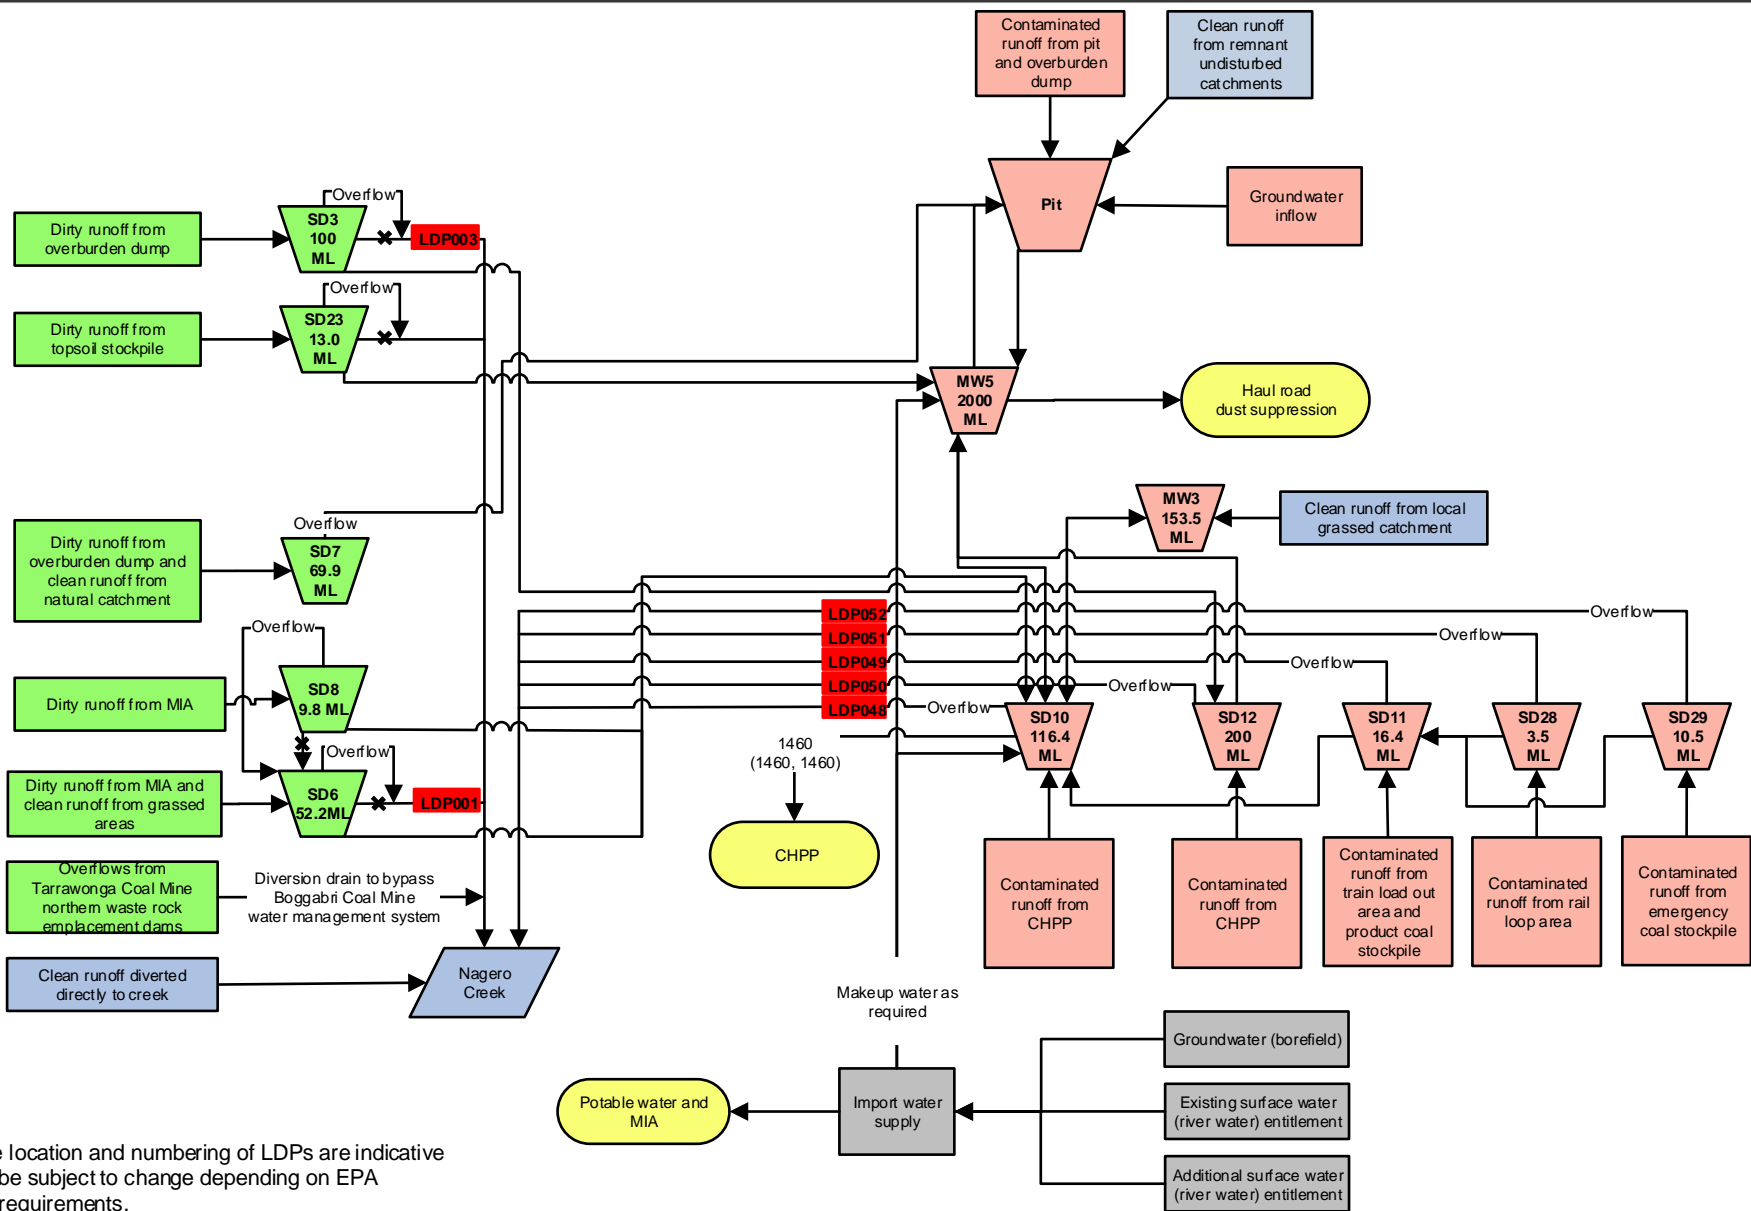 Contaminated
runoff from pit
and overburden
dump
Clean runoff
from remnant
undisturbed
catchments
Pit
Groundwater
inflow
Dirty runoff from
overburden dump
SD3
100
ML
Overflow
LDP003
Dirty runoff from
topsoil stockpile
SD23
13.0
ML
Overflow
MW5
2000
ML
Haul road
dust suppression
MW3
153.5
ML
Clean runoff from local
grassed catchment
Dirty runoff from
overburden dump and
clean runoff from
natural catchment
Overflow
SD7
69.9
ML
LDP052
Overflow
LDP051
Overflow
LDP049
Overflow
LDP050
Overflow
LDP048
Overflow
Overflow
Dirty runoff from MIA
SD8
9.8 ML
SD10
116.4
ML
SD12
200
ML
SD11
16.4
ML
SD28
3.5
ML
SD29
10.5
ML
1460
(1460, 1460)
Overflow
Dirty runoff from MIA and
clean runoff from grassed
areas
SD6
52.2ML
LDP001
CHPP
Overflows from
Tarrawonga Coal Mine
northern waste rock
emplacement dams
Diversion drain to bypass
Boggabri Coal Mine
water management system
Contaminated
runoff from
CHPP
Contaminated
runoff from
CHPP
Contaminated
runoff from
train load out
area and
product coal
stockpile
Contaminated
runoff from rail
loop area
Contaminated
runoff from
emergency
coal stockpile
Clean runoff diverted
directly to creek
Nagero
Creek
Makeup water as
required
Groundwater (borefield)
Potable water and
MIA
Import water
supply
Existing surface water
(river water) entitlement
Additional surface water
(river water) entitlement
location and numbering of LDPs are indicative
be subject to change depending on EPA
requirements.